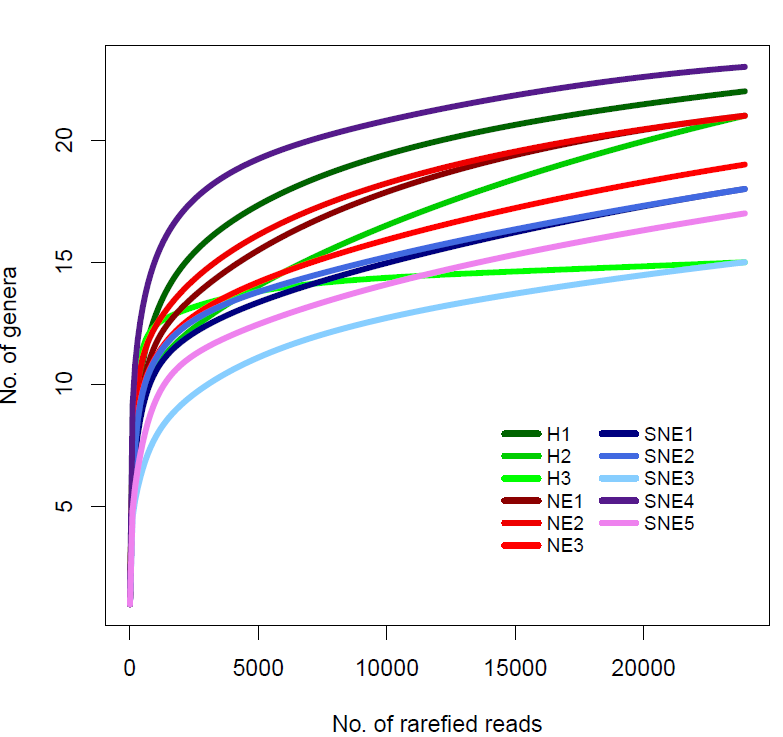 No. of genera
20
15
10
5
0 5000 10000 15000 20000
No. of rarefied reads
H1 SNE1
H2 SNE2
H3 SNE3
NE1 SNE4
NE2 SNE5
NE3